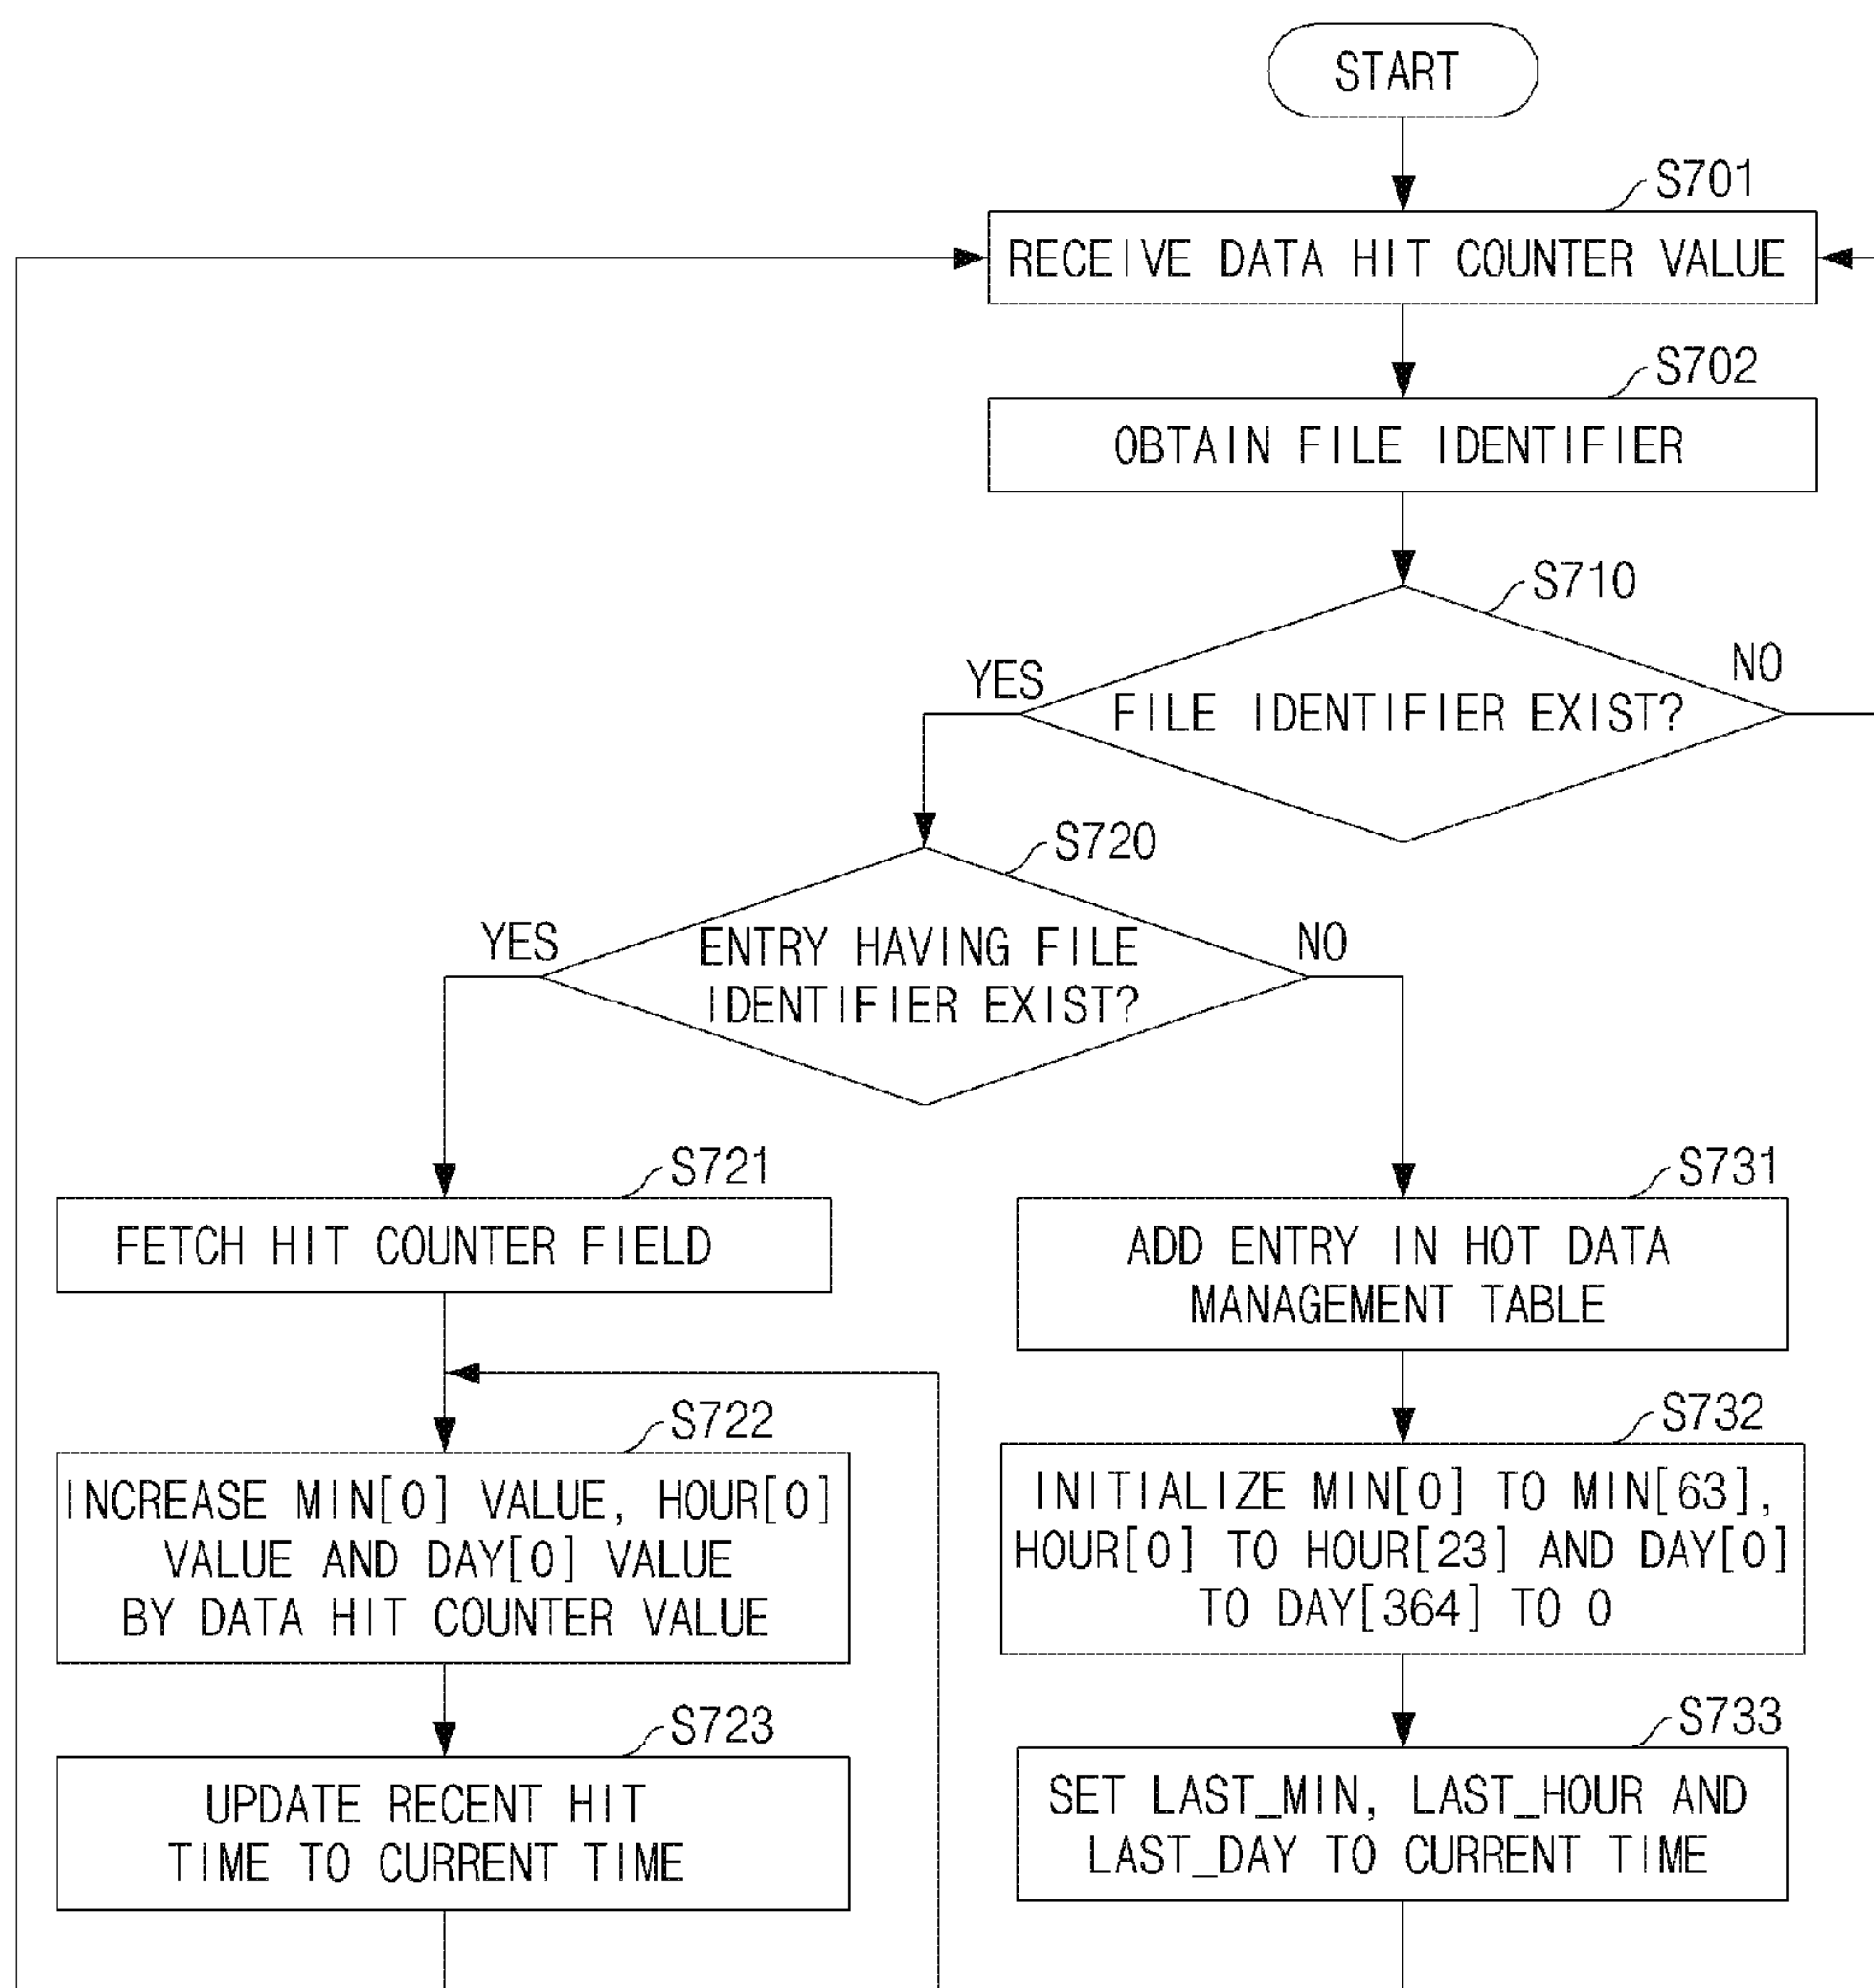 START
S701
RECEIVE DATA HIT COUNTER VALUE
S702
OBTAIN FILE IDENTIFIER
S710
YES
NO
FILE IDENTIFIER EXIST?
S720
YES
NO
ENTRY HAVING FILE
IDENTIFIER EXIST?
S721
FETCH HIT COUNTER FIELD
S731
ADD ENTRY IN HOT DATA
MANAGEMENT TABLE
S722
INCREASE MIN[0] VALUE, HOUR[0]
VALUE AND DAY[0] VALUE
BY DATA HIT COUNTER VALUE
S732
INITIALIZE MIN[0] TO MIN[63],
HOUR[0] TO HOUR[23] AND DAY[0]
TO DAY[364] TO 0
S723
UPDATE RECENT HIT
TIME TO CURRENT TIME
S733
SET LAST_MIN, LAST_HOUR AND
LAST_DAY TO CURRENT TIME